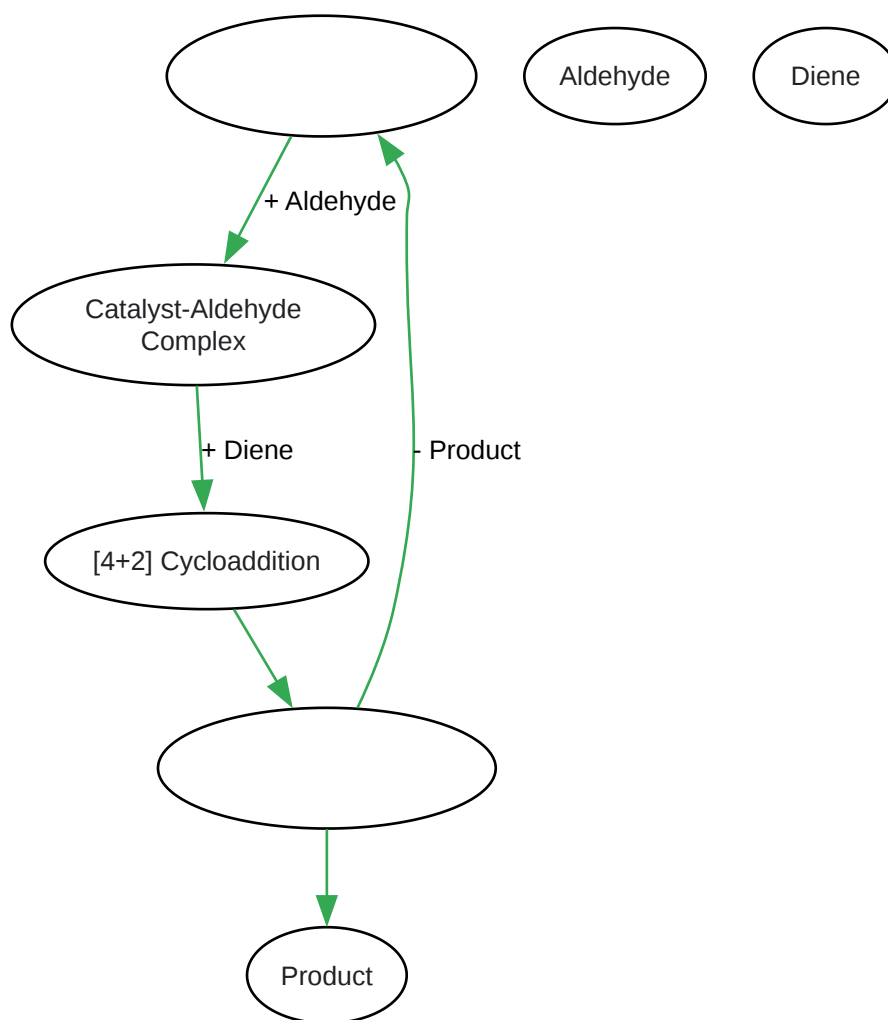 Aldehyde
Diene
+ Aldehyde
Catalyst-Aldehyde
Complex
+ Diene
- Product
[4+2] Cycloaddition
Product